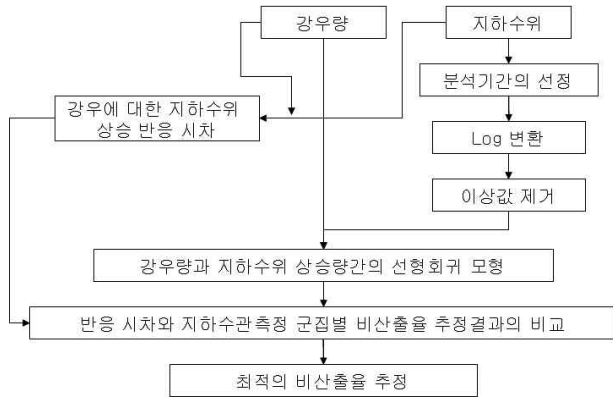 강우량
지하수위
분석기간의 선정
강우에 대한 지하수위
상승 반응 시차
Log 변환
이상값 제거
강우량과 지하수위 상승량간의 선형회귀 모형
반응 시차와 지하수관측정 군집별 비산출율 추정결과의 비교
최적의 비산출율 추정